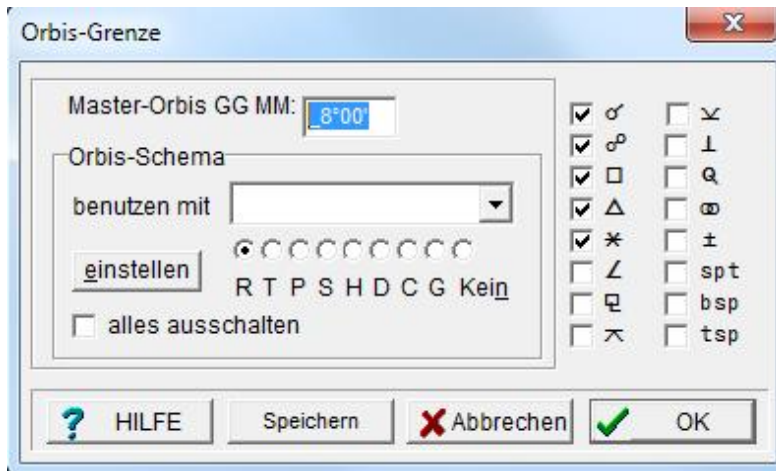 Orbis-Grenze
Master-Orbis GG MM: _8°00'
Orbis-Schema
benutzen mit
einstellen
R T P S H D C G Kein
alles ausschalten
☌ ⚺
☍ ⊥
□ Q
△
⚹ ±
∠ spt
⚼ bsp
⚻ tsp
? HILFE Speichern Abbrechen OK